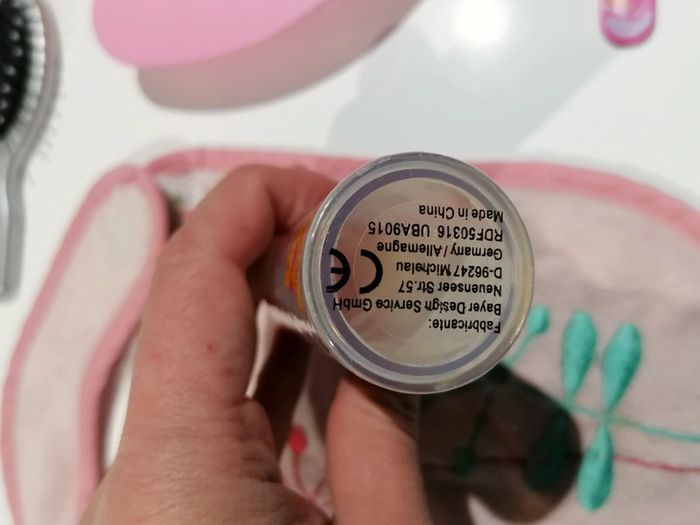 Fabbricante:
Bayer Design Service GmbH
Neuenseer Str.57
D-96247 Michelau
Germany / Allemagne
RDF50316 UBA9015
Made in China
CE